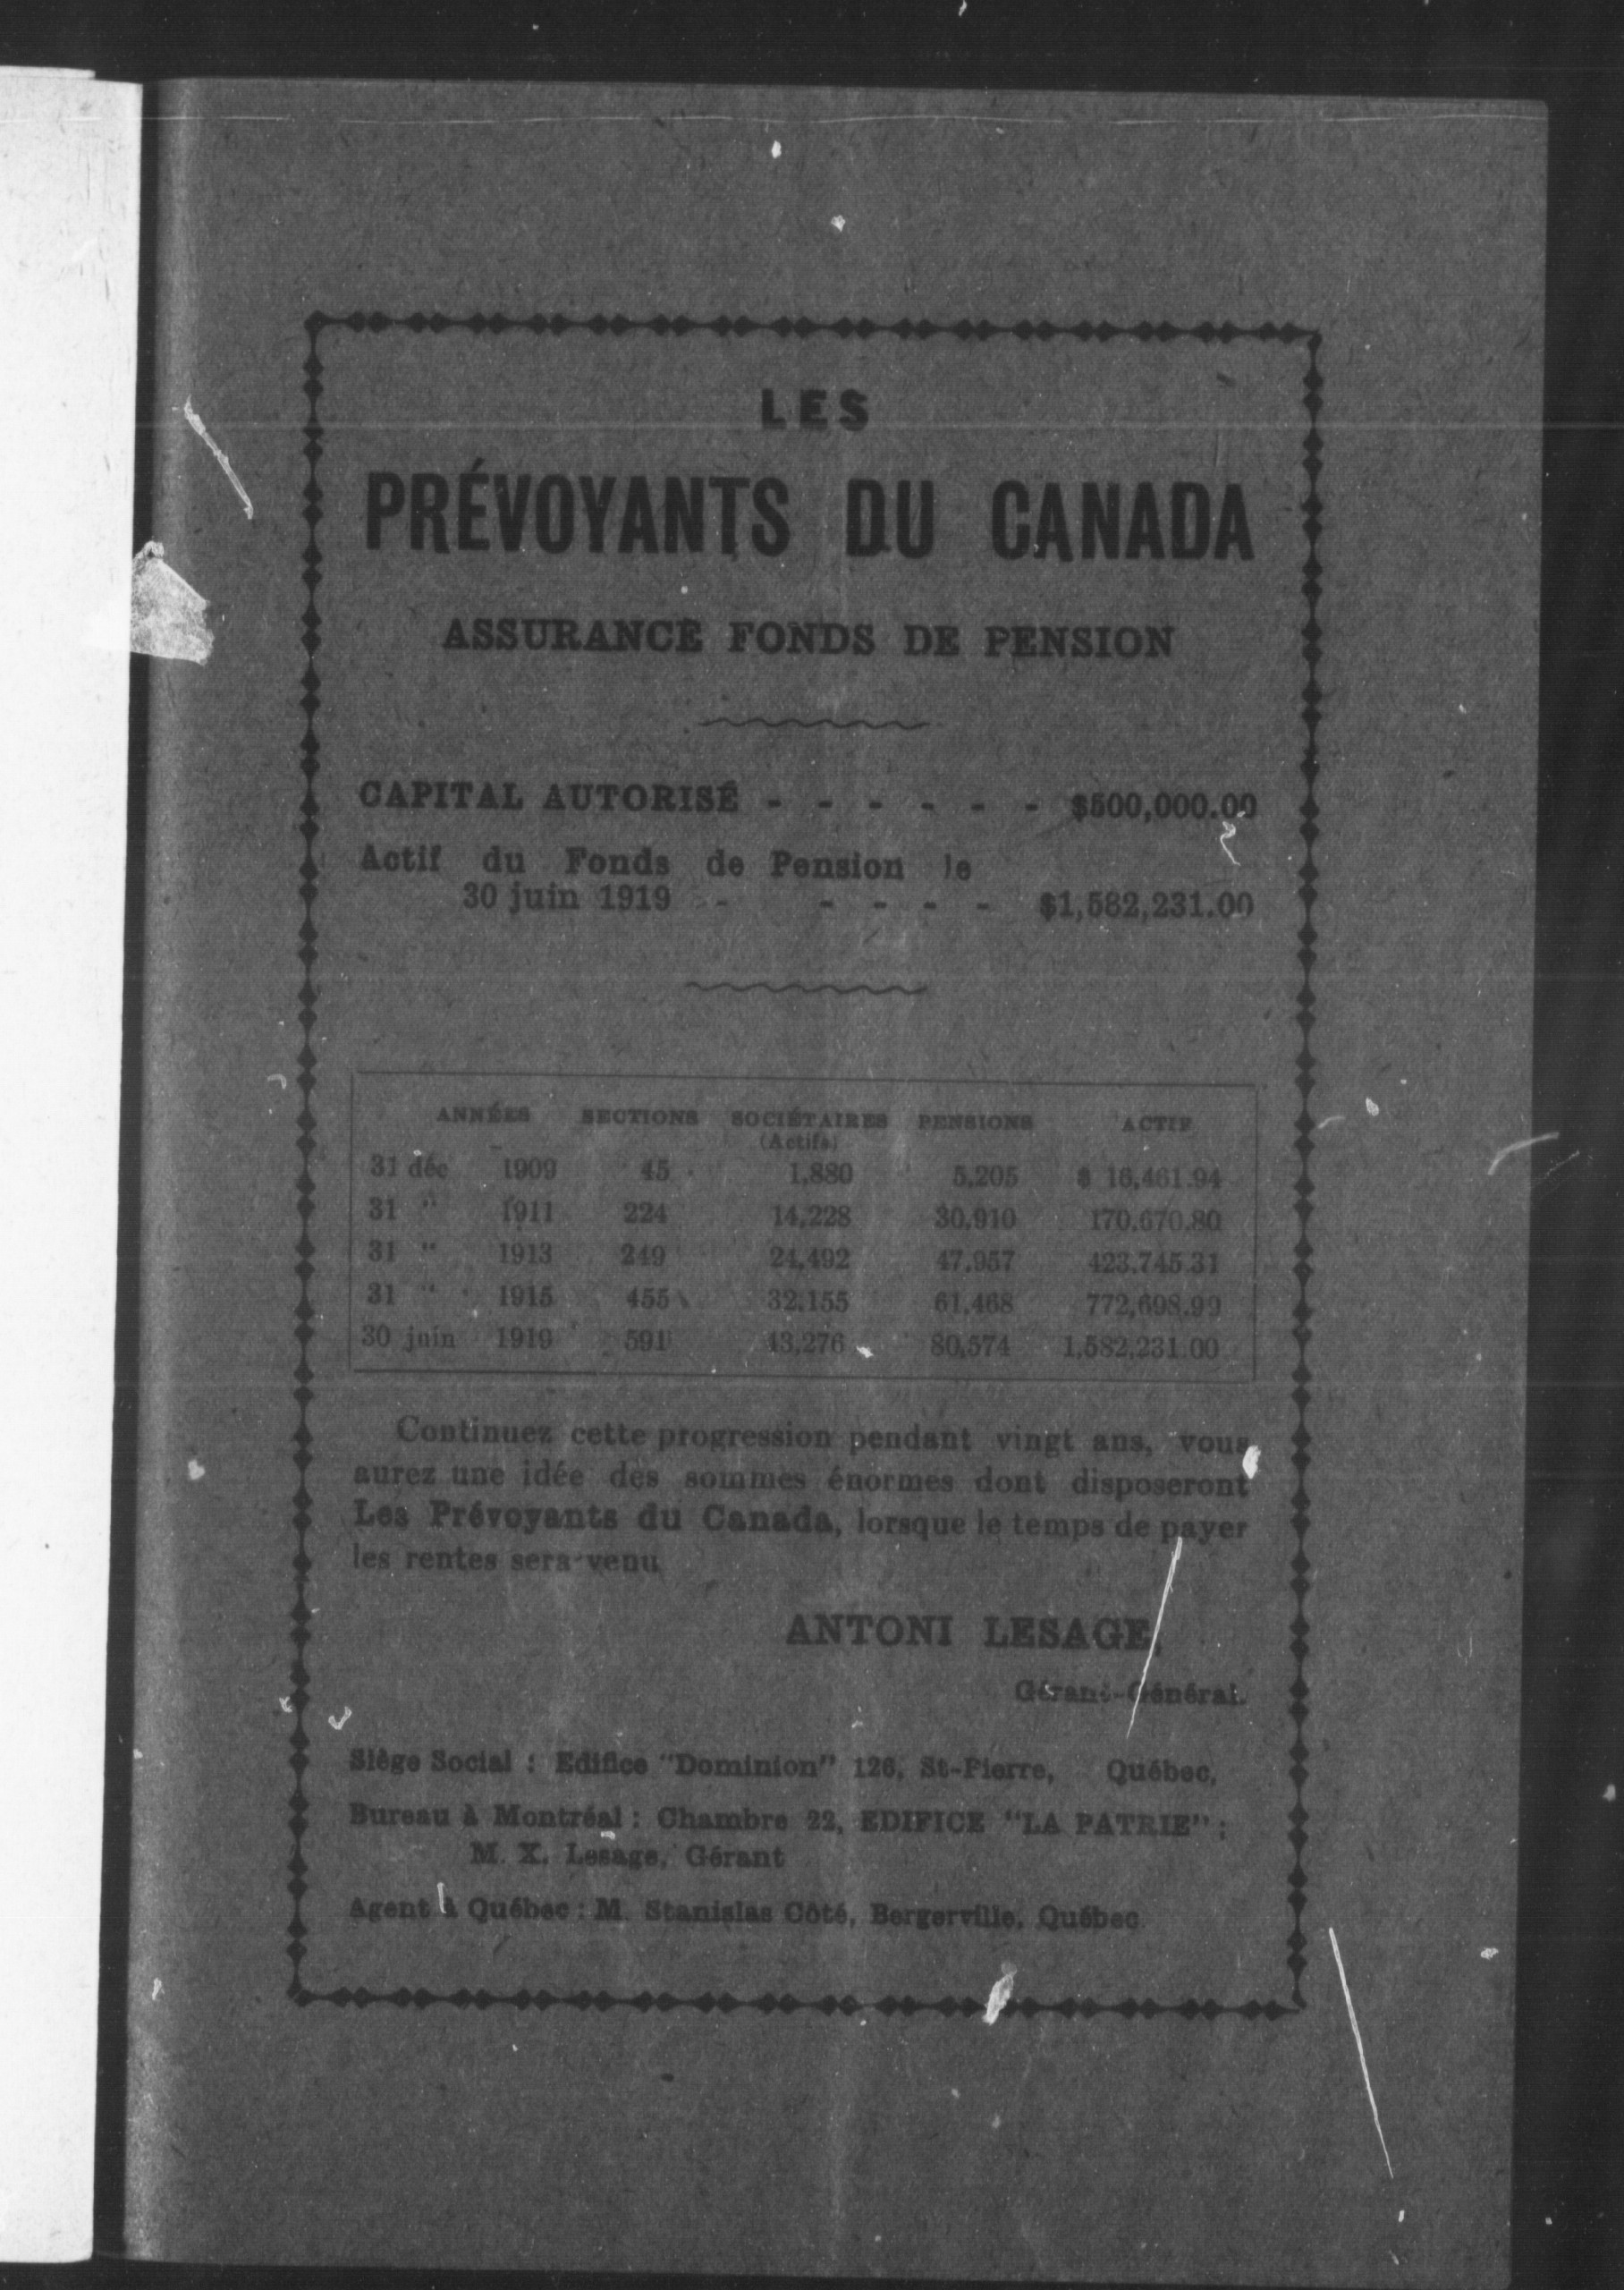 LES
PRÉVOYANTS DU CANADA
ASSURANCE FONDS DE PENSION
CAPITAL AUTORISÉ - - - - - - $500,000.00
Actif du Fonds de Pension le
30 juin 1919 - - - - - $1,582,231.00
ANNÉES SECTIONS SOCIÉTAIRES PENSIONS ACTIF
(Actifs)
31 déc 1909 45 1,880 5,205 $ 16,461.94
31 " 1911 224 14,228 30,910 170,670.80
31 " 1913 249 24,492 47,957 423,745.31
31 " 1915 455 32,155 61,468 772,698.99
30 juin 1919 591 43,276 80,574 1,582,231.00
Continuez cette progression pendant vingt ans, vous
aurez une idée des sommes énormes dont disposeront
Les Prévoyants du Canada, lorsque le temps de payer
les rentes sera venu
ANTONI LESAGE,
Gérant-Général.
Siège Social : Edifice "Dominion" 126, St-Pierre, Québec,
Bureau à Montréal : Chambre 22, EDIFICE "LA PATRIE" ;
M. X. Lesage, Gérant
Agent à Québec : M. Stanislas Côté, Bergerville, Québec.